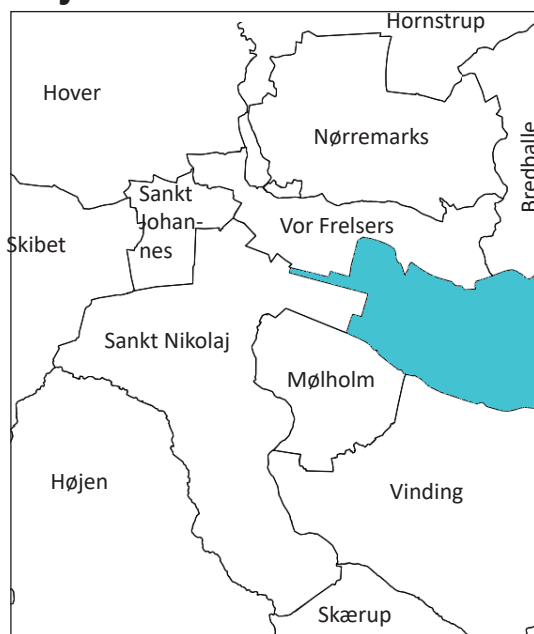 Hornstrup
Hover
Nørremarks
Bredballe
Sankt
Johan-
nes
Vor Frelsers
Skibet
Sankt Nikolaj
Mølholm
Højen
Vinding
Skærup